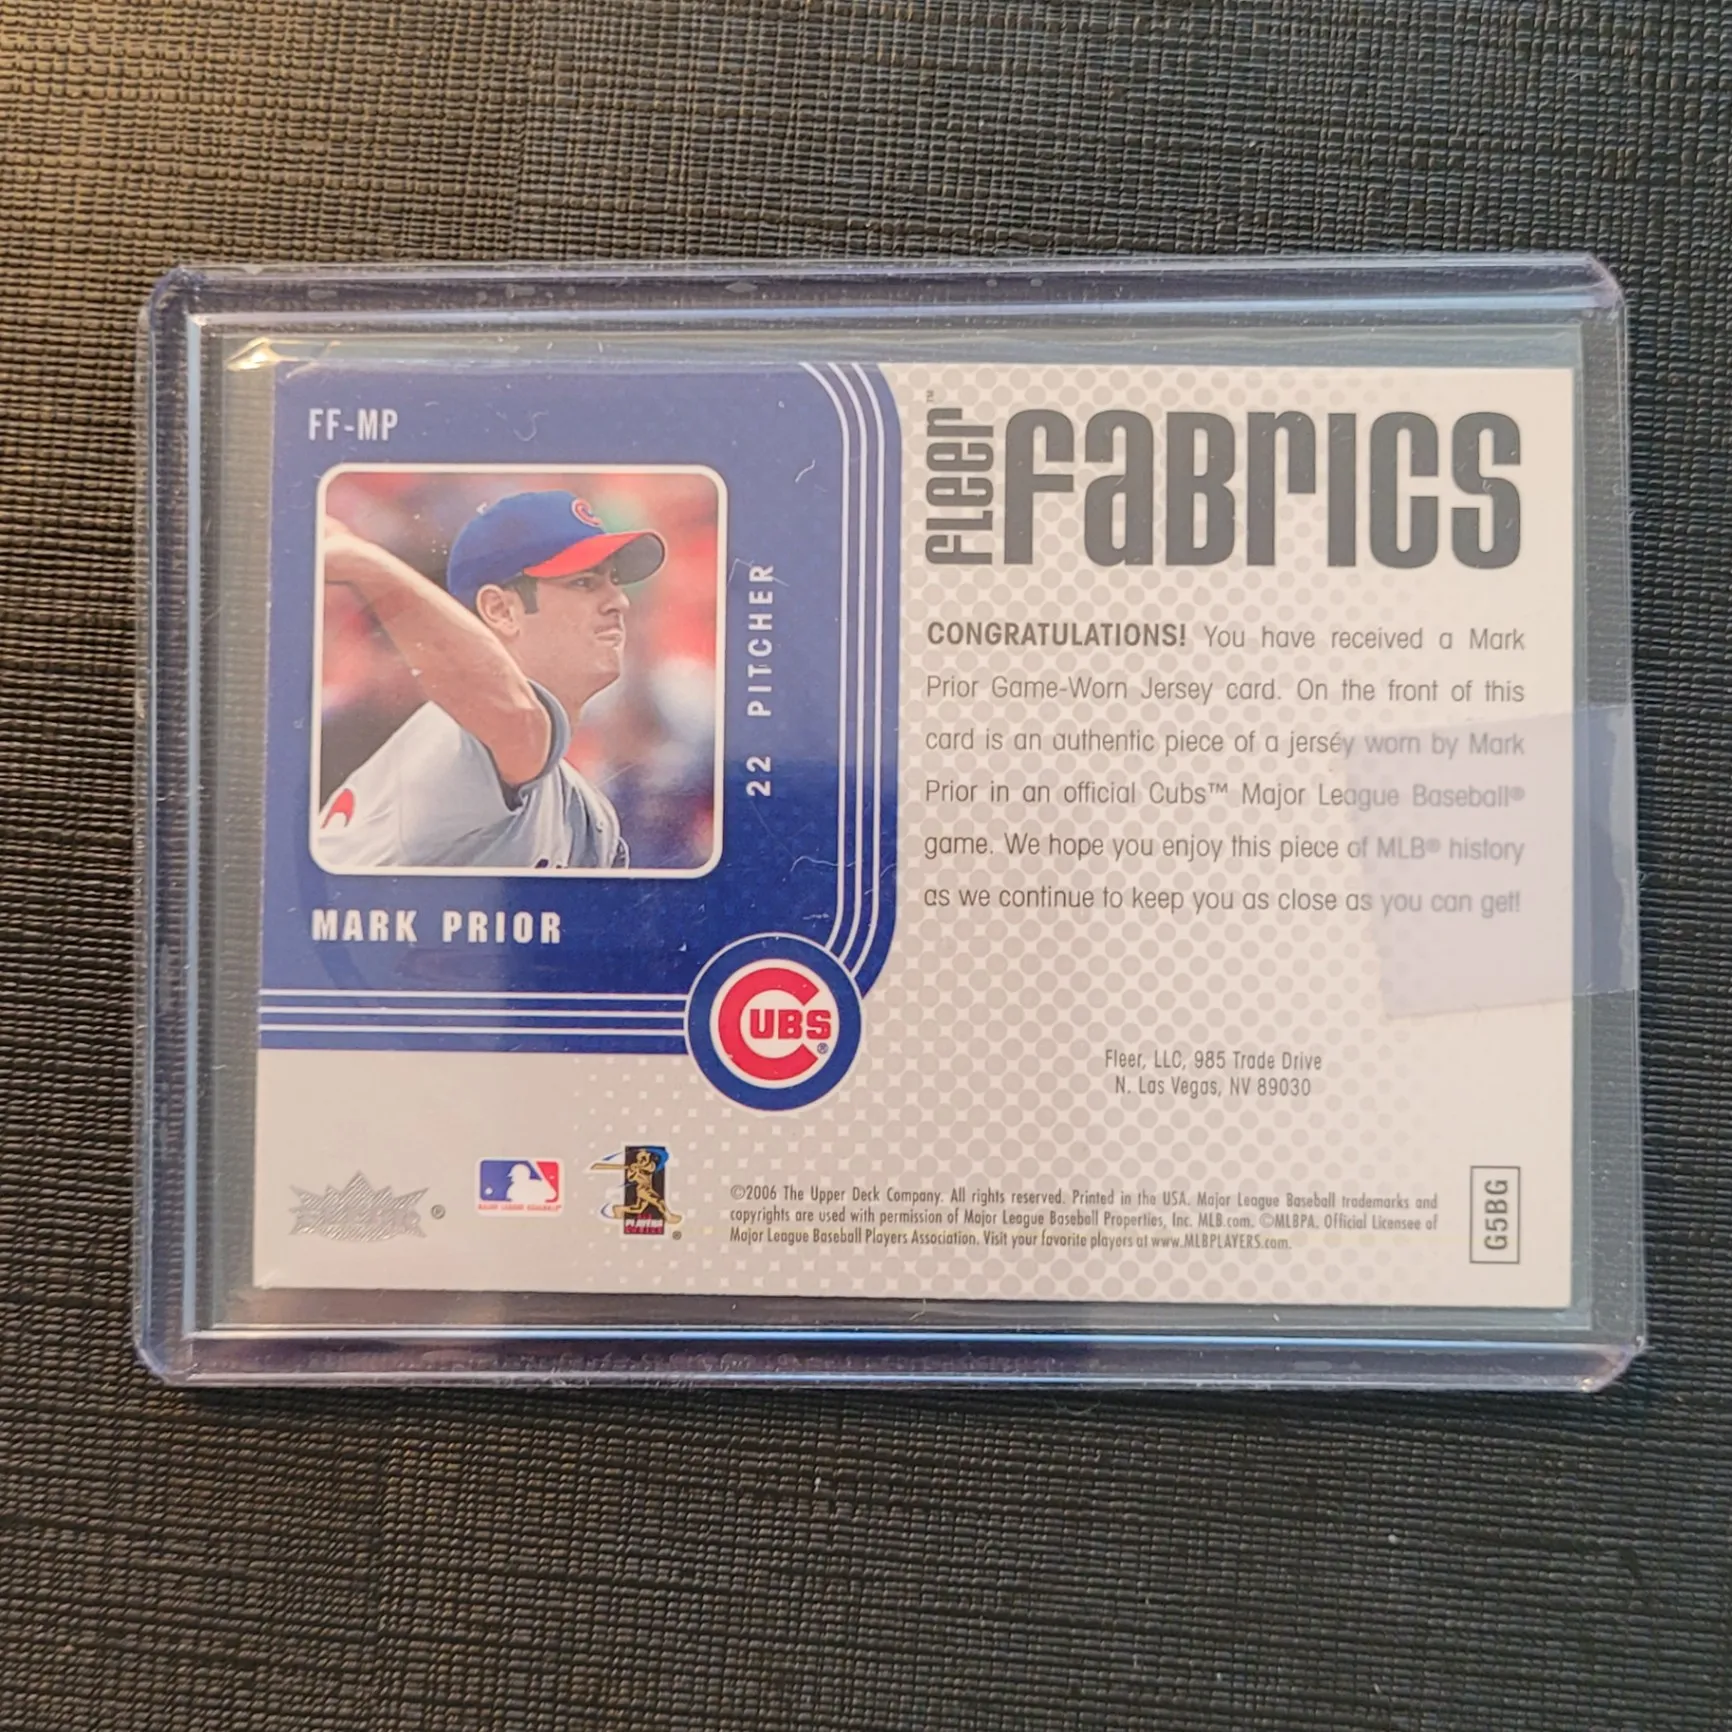 FF-MP
22 PITCHER
MARK PRIOR
CUBS®
FLEER™
FABRICS
CONGRATULATIONS! You have received a Mark
Prior Game-Worn Jersey card. On the front of this
card is an authentic piece of a jersey worn by Mark
Prior in an official Cubs™ Major League Baseball®
game. We hope you enjoy this piece of MLB® history
as we continue to keep you as close as you can get!
Fleer, LLC, 985 Trade Drive
N. Las Vegas, NV 89030
©2006 The Upper Deck Company. All rights reserved. Printed in the USA. Major League Baseball trademarks and
copyrights are used with permission of Major League Baseball Properties, Inc. MLB.com. ©MLBPA. Official Licensee of
Major League Baseball Players Association. Visit your favorite players at www.MLBPLAYERS.com.
G5BG